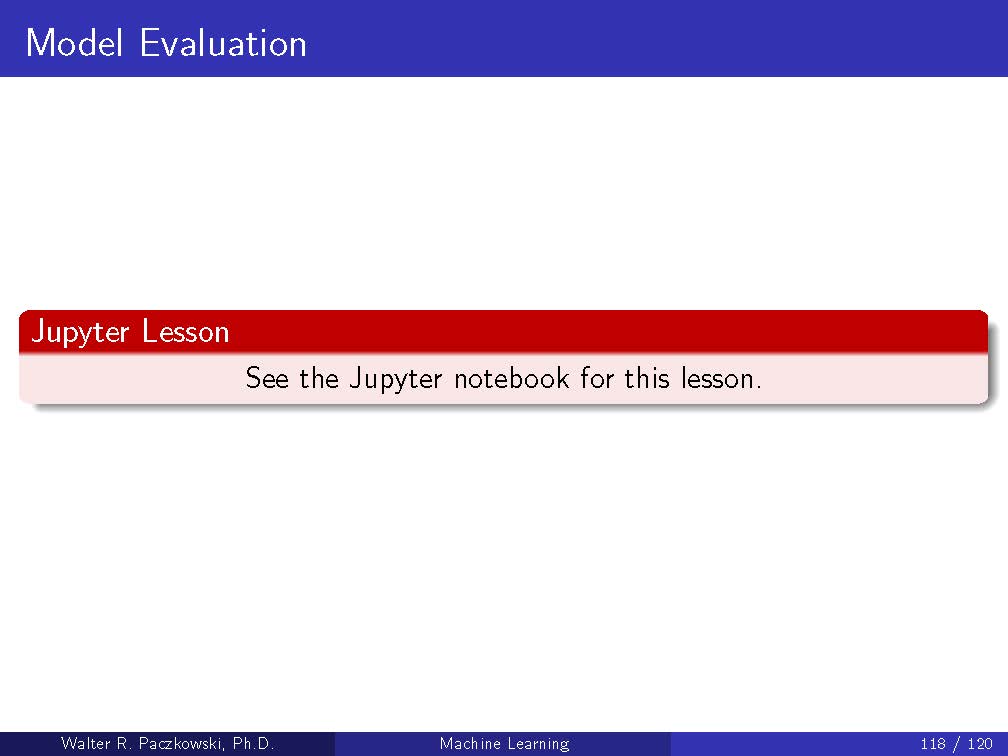 Model Evaluation
Jupyter Lesson
See the Jupyter notebook for this lesson.
Walter R. Paczkowski, Ph.D.
Machine Learning
118 / 120